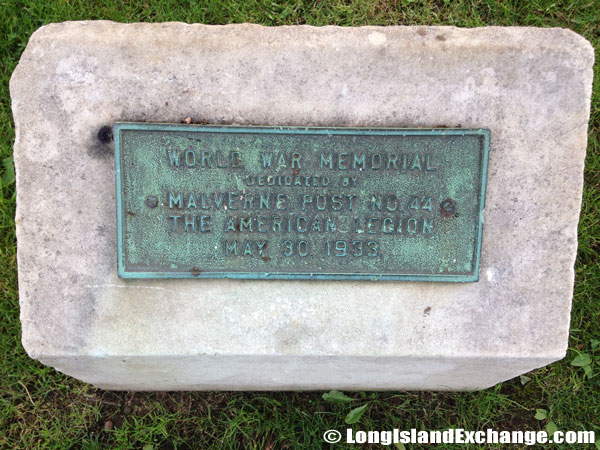 WORLD WAR MEMORIAL
DEDICATED BY
MALVERNE POST NO. 44
THE AMERICAN LEGION
MAY 30, 1933
© LongIslandExchange.com